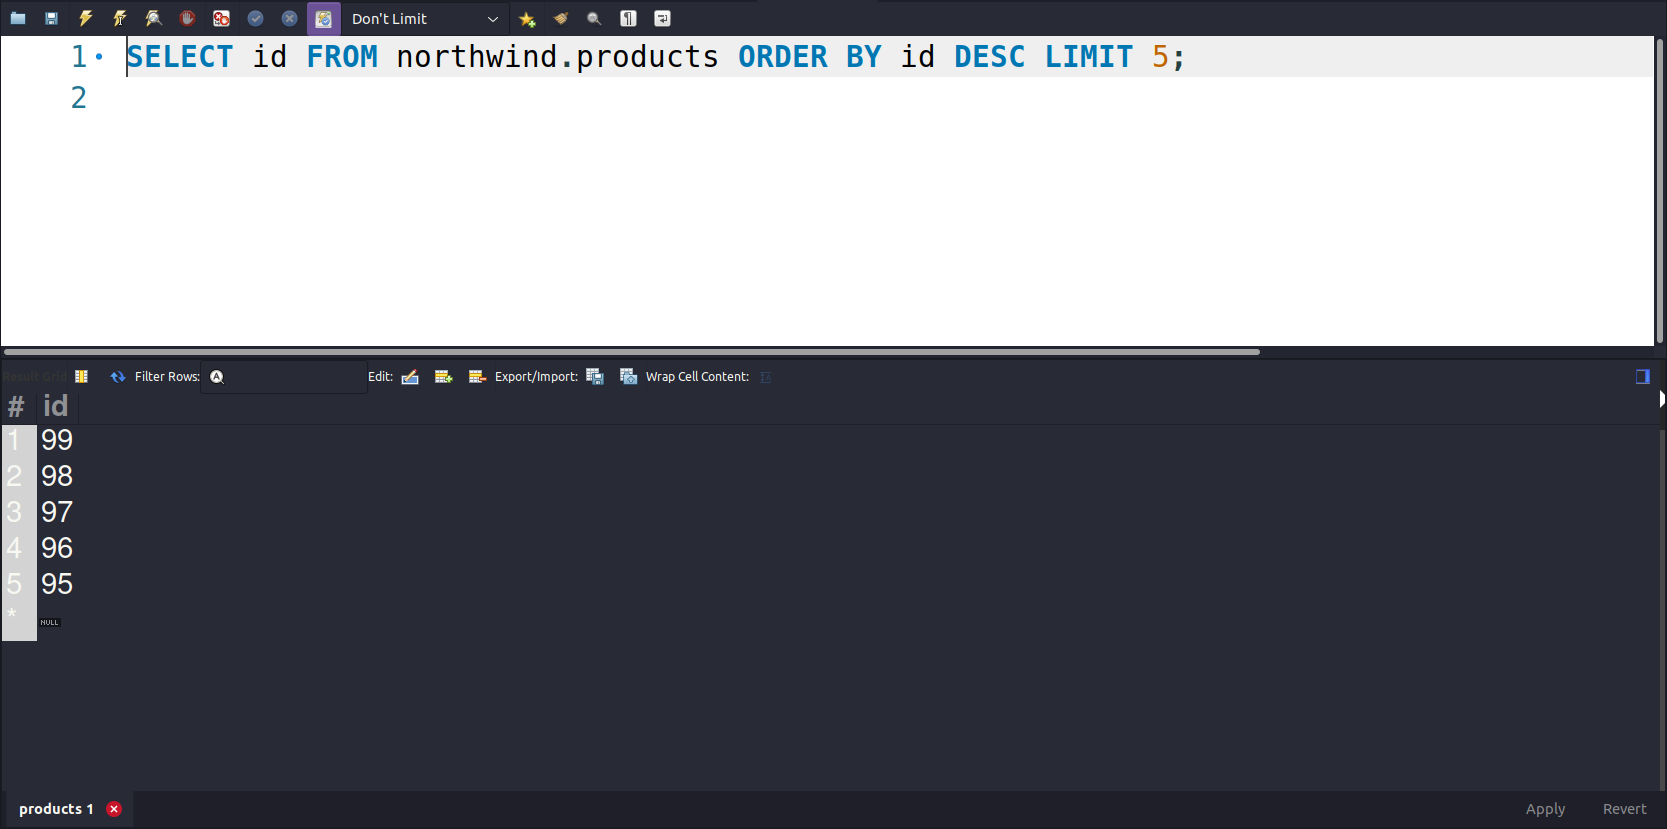 Don't Limit
1 SELECT id FROM northwind.products ORDER BY id DESC LIMIT 5;
2
Result Grid Filter Rows: Edit: Export/Import: Wrap Cell Content:
# id
1 99
2 98
3 97
4 96
5 95
* NULL
products 1 Apply Revert